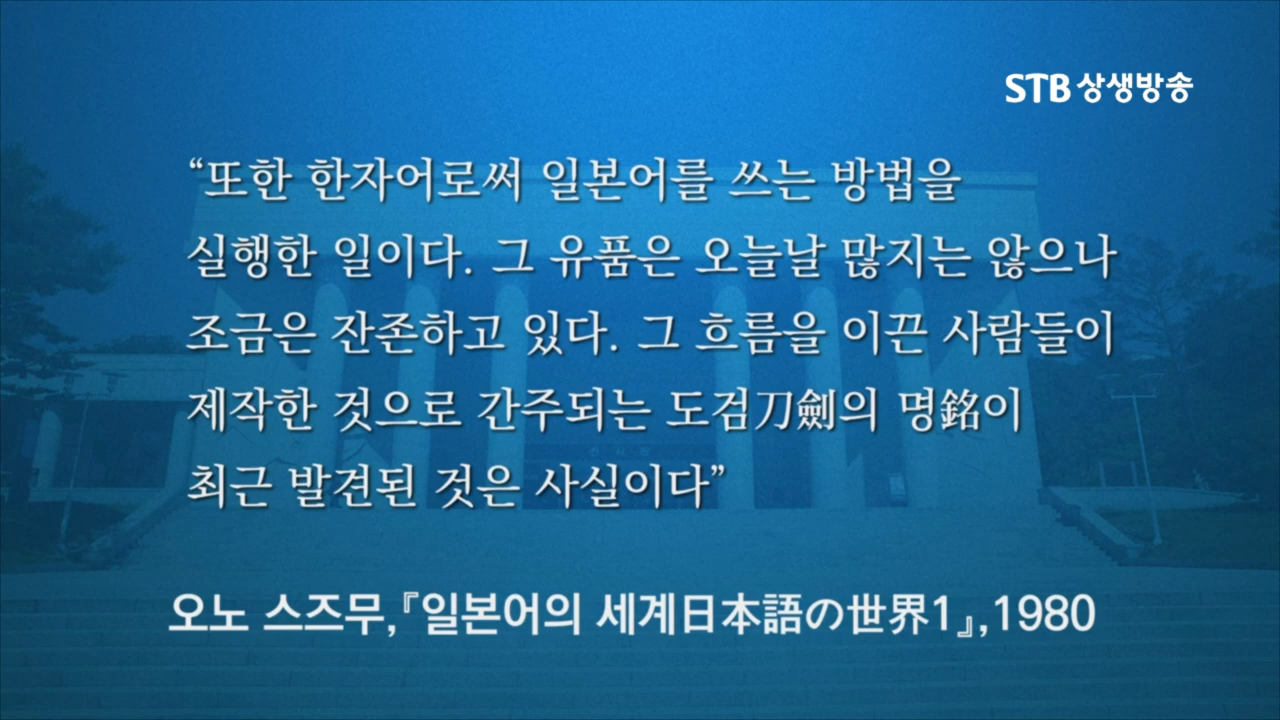 STB 상생방송
“또한 한자어로써 일본어를 쓰는 방법을
실행한 일이다. 그 유품은 오늘날 많지는 않으나
조금은 잔존하고 있다. 그 흐름을 이끈 사람들이
제작한 것으로 간주되는 도검刀劍의 명銘이
최근 발견된 것은 사실이다”
오노 스즈무,『일본어의 세계日本語の世界1』,1980